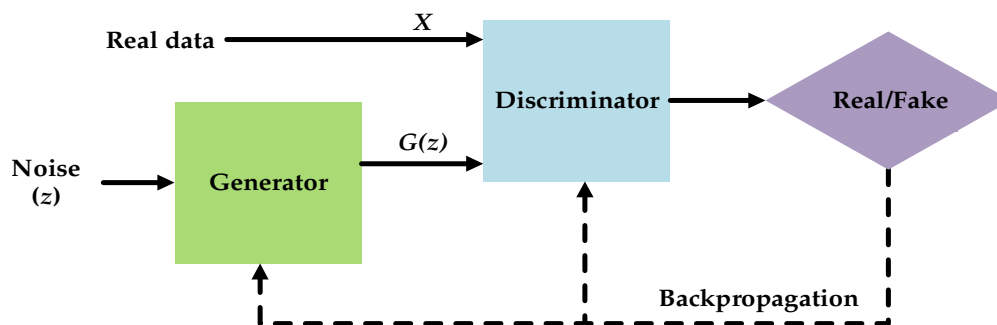 Real data
X
Discriminator
Real/Fake
G(z)
Noise
(z)
Generator
Backpropagation